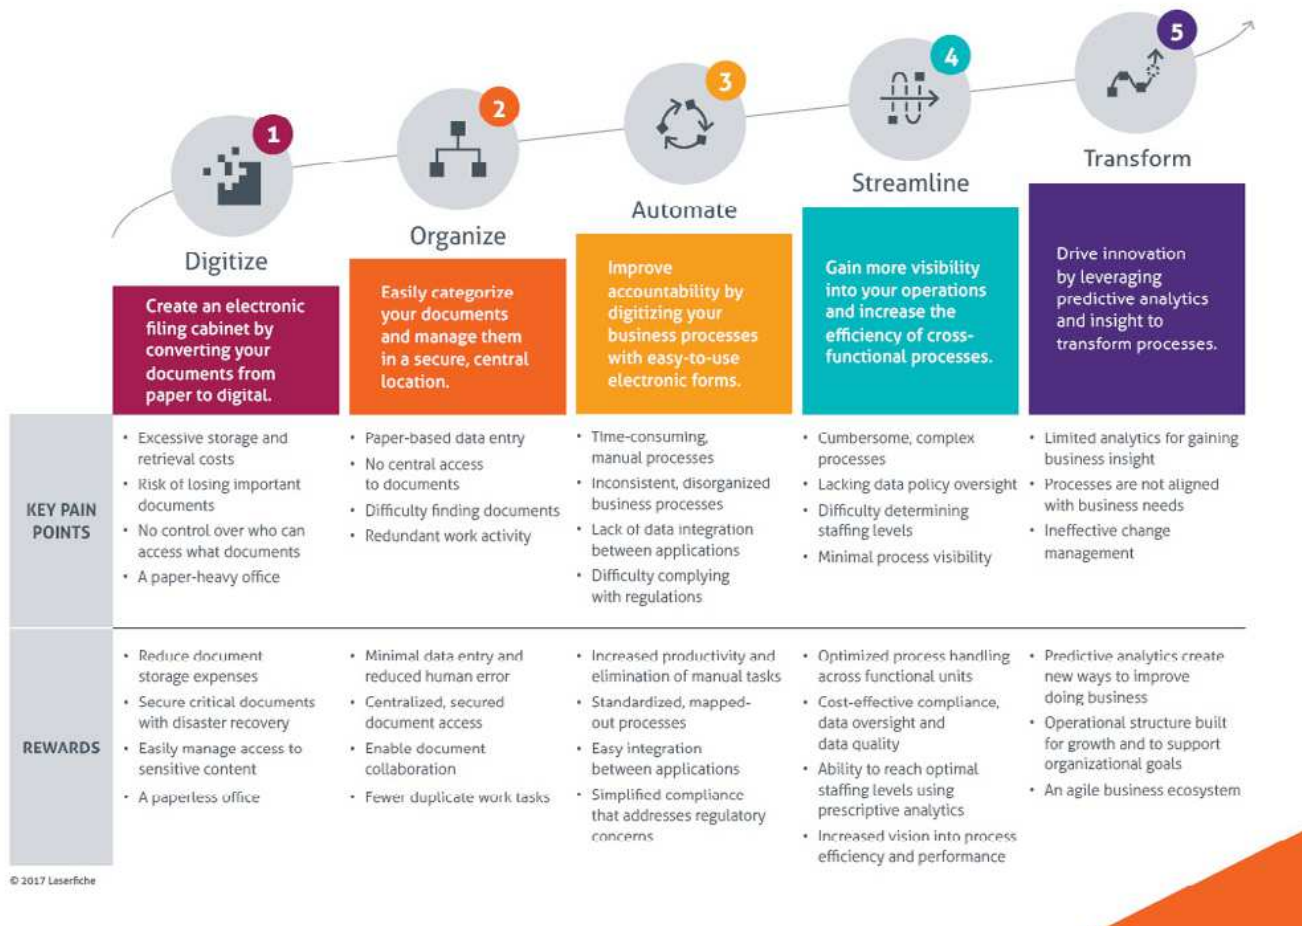 1
2
3
4
5
Digitize
Create an electronic
filing cabinet by
converting your
documents from
paper to digital.
Organize
Easily categorize
your documents
and manage them
in a secure, central
location.
Automate
Improve
accountability by
digitizing your
business processes
with easy-to-use
electronic forms.
Streamline
Gain more visibility
into your operations
and increase the
efficiency of cross-
functional processes.
Transform
Drive innovation
by leveraging
predictive analytics
and insight to
transform processes.
KEY PAIN
POINTS
• Excessive storage and
retrieval costs
• Risk of losing important
documents
• No control over who can
access what documents
• A paper-heavy office
• Paper-based data entry
• No central access
to documents
• Difficulty finding documents
• Redundant work activity
• Time-consuming,
manual processes
• Inconsistent, disorganized
business processes
• Lack of data integration
between applications
• Difficulty complying
with regulations
• Cumbersome, complex
processes
• Lacking data policy oversight
• Difficulty determining
staffing levels
• Minimal process visibility
• Limited analytics for gaining
business insight
• Processes are not aligned
with business needs
• Ineffective change
management
REWARDS
• Reduce document
storage expenses
• Secure critical documents
with disaster recovery
• Easily manage access to
sensitive content
• A paperless office
• Minimal data entry and
reduced human error
• Centralized, secured
document access
• Enable document
collaboration
• Fewer duplicate work tasks
• Increased productivity and
elimination of manual tasks
• Standardized, mapped-
out processes
• Easy integration
between applications
• Simplified compliance
that addresses regulatory
concerns
• Optimized process handling
across functional units
• Cost-effective compliance,
data oversight and
data quality
• Ability to reach optimal
staffing levels using
prescriptive analytics
• Increased vision into process
efficiency and performance
• Predictive analytics create
new ways to improve
doing business
• Operational structure built
for growth and to support
organizational goals
• An agile business ecosystem
© 2017 Laserfiche